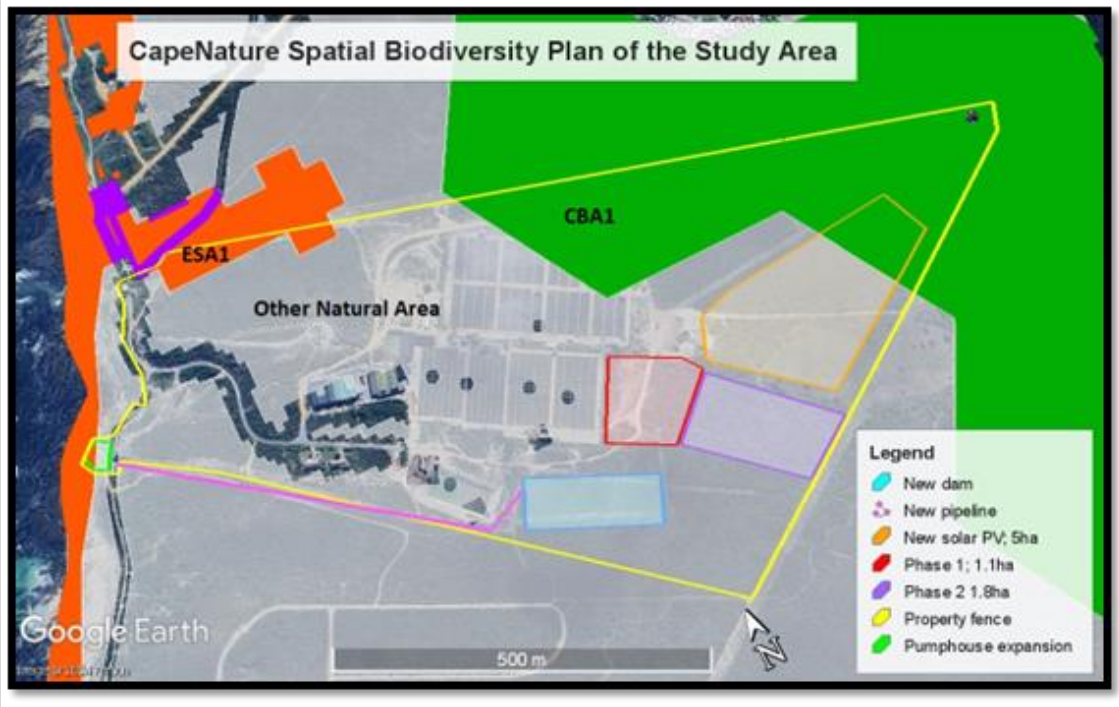 CapeNature Spatial Biodiversity Plan of the Study Area
CBA1
ESA1
Other Natural Area
Legend
New dam
New pipeline
New solar PV; 5ha
Phase 1; 1.1ha
Phase 2 1.8ha
Property fence
Pumphouse expansion
Google Earth
500 m
N